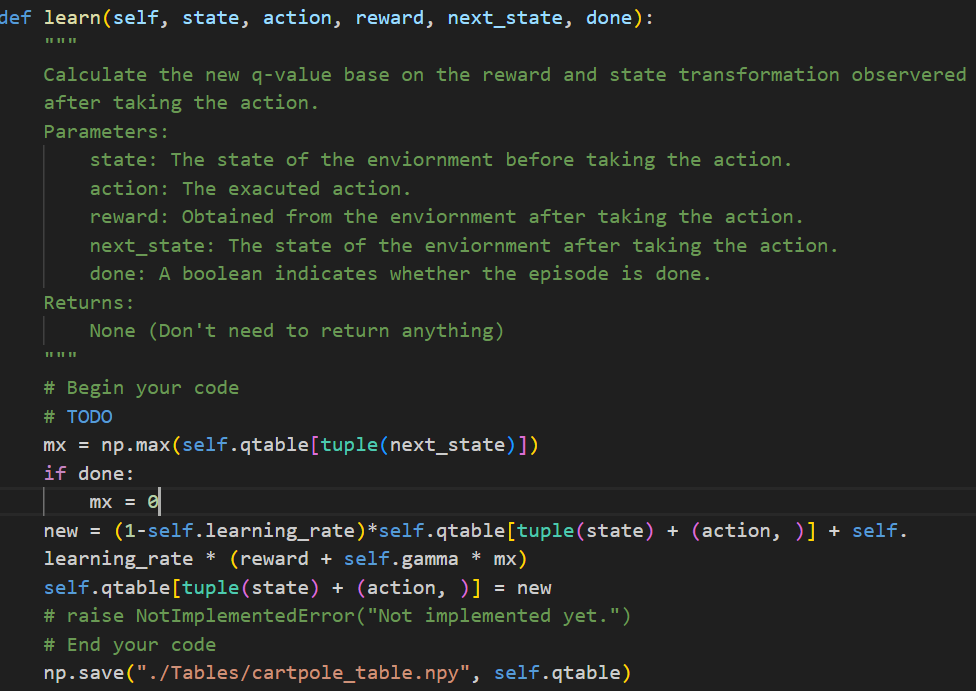 def learn(self, state, action, reward, next_state, done):
    """
    Calculate the new q-value base on the reward and state transformation observered
    after taking the action.
    Parameters:
        state: The state of the enviornment before taking the action.
        action: The exacuted action.
        reward: Obtained from the enviornment after taking the action.
        next_state: The state of the enviornment after taking the action.
        done: A boolean indicates whether the episode is done.
    Returns:
        None (Don't need to return anything)
    """
    # Begin your code
    # TODO
    mx = np.max(self.qtable[tuple(next_state)])
    if done:
        mx = 0
    new = (1-self.learning_rate)*self.qtable[tuple(state) + (action, )] + self.
    learning_rate * (reward + self.gamma * mx)
    self.qtable[tuple(state) + (action, )] = new
    # raise NotImplementedError("Not implemented yet.")
    # End your code
    np.save("./Tables/cartpole_table.npy", self.qtable)